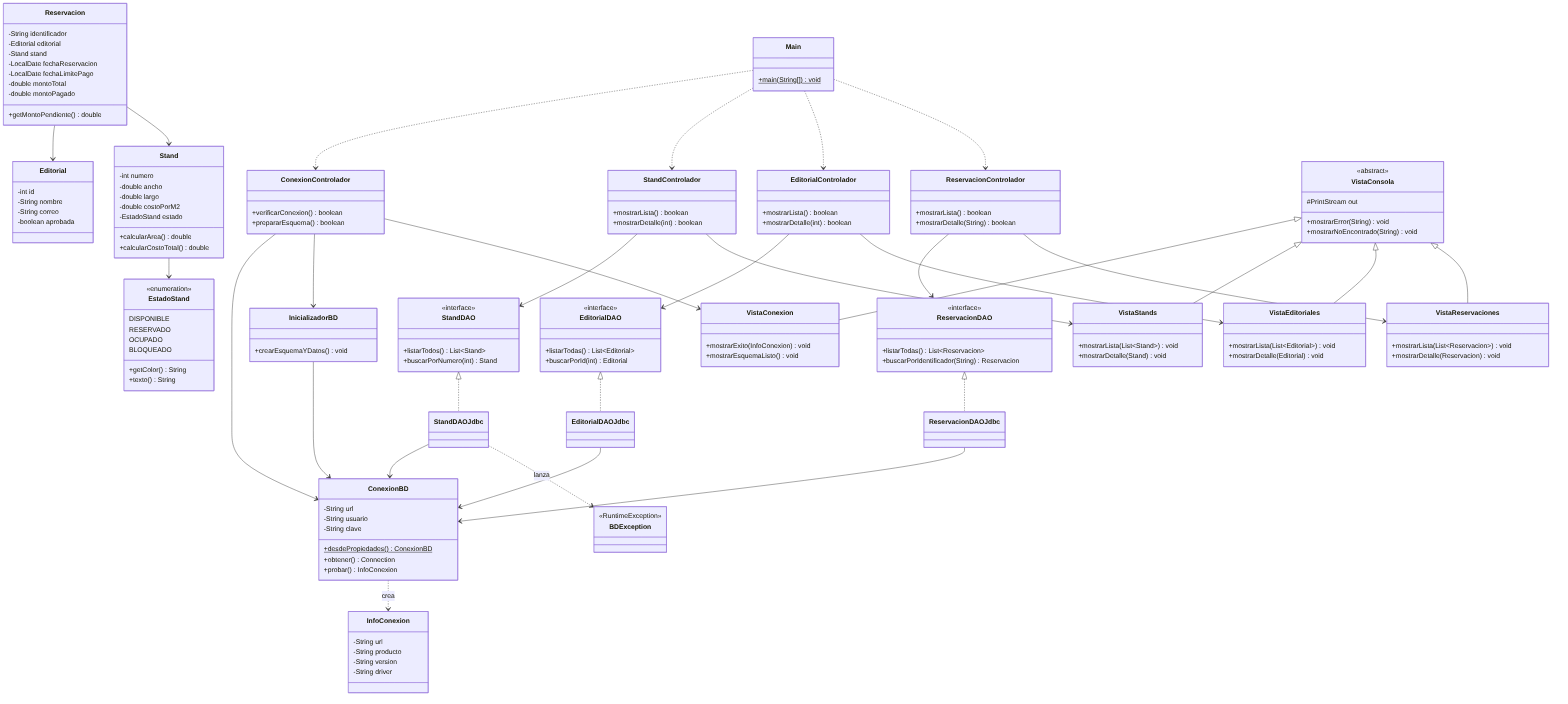 Reservacion
-String identificador
-Editorial editorial
-Stand stand
-LocalDate fechaReservacion
-LocalDate fechaLimitePago
-double montoTotal
-double montoPagado
+getMontoPendiente() : double
Main
+main(String[]) : void
Editorial
-int id
-String nombre
-String correo
-boolean aprobada
Stand
-int numero
-double ancho
-double largo
-double costoPorM2
-EstadoStand estado
+calcularArea() : double
+calcularCostoTotal() : double
ConexionControlador
+verificarConexion() : boolean
+prepararEsquema() : boolean
StandControlador
+mostrarLista() : boolean
+mostrarDetalle(int) : boolean
EditorialControlador
+mostrarLista() : boolean
+mostrarDetalle(int) : boolean
ReservacionControlador
+mostrarLista() : boolean
+mostrarDetalle(String) : boolean
«abstract»
VistaConsola
#PrintStream out
+mostrarError(String) : void
+mostrarNoEncontrado(String) : void
«enumeration»
EstadoStand
DISPONIBLE
RESERVADO
OCUPADO
BLOQUEADO
+getColor() : String
+texto() : String
InicializadorBD
+crearEsquemaYDatos() : void
«interface»
StandDAO
+listarTodos() : List<Stand>
+buscarPorNumero(int) : Stand
«interface»
EditorialDAO
+listarTodas() : List<Editorial>
+buscarPorId(int) : Editorial
VistaConexion
+mostrarExito(InfoConexion) : void
+mostrarEsquemaListo() : void
«interface»
ReservacionDAO
+listarTodas() : List<Reservacion>
+buscarPorIdentificador(String) : Reservacion
VistaStands
+mostrarLista(List<Stand>) : void
+mostrarDetalle(Stand) : void
VistaEditoriales
+mostrarLista(List<Editorial>) : void
+mostrarDetalle(Editorial) : void
VistaReservaciones
+mostrarLista(List<Reservacion>) : void
+mostrarDetalle(Reservacion) : void
StandDAOJdbc
EditorialDAOJdbc
ReservacionDAOJdbc
lanza
ConexionBD
-String url
-String usuario
-String clave
+desdePropiedades() : ConexionBD
+obtener() : Connection
+probar() : InfoConexion
«RuntimeException»
BDException
crea
InfoConexion
-String url
-String producto
-String version
-String driver